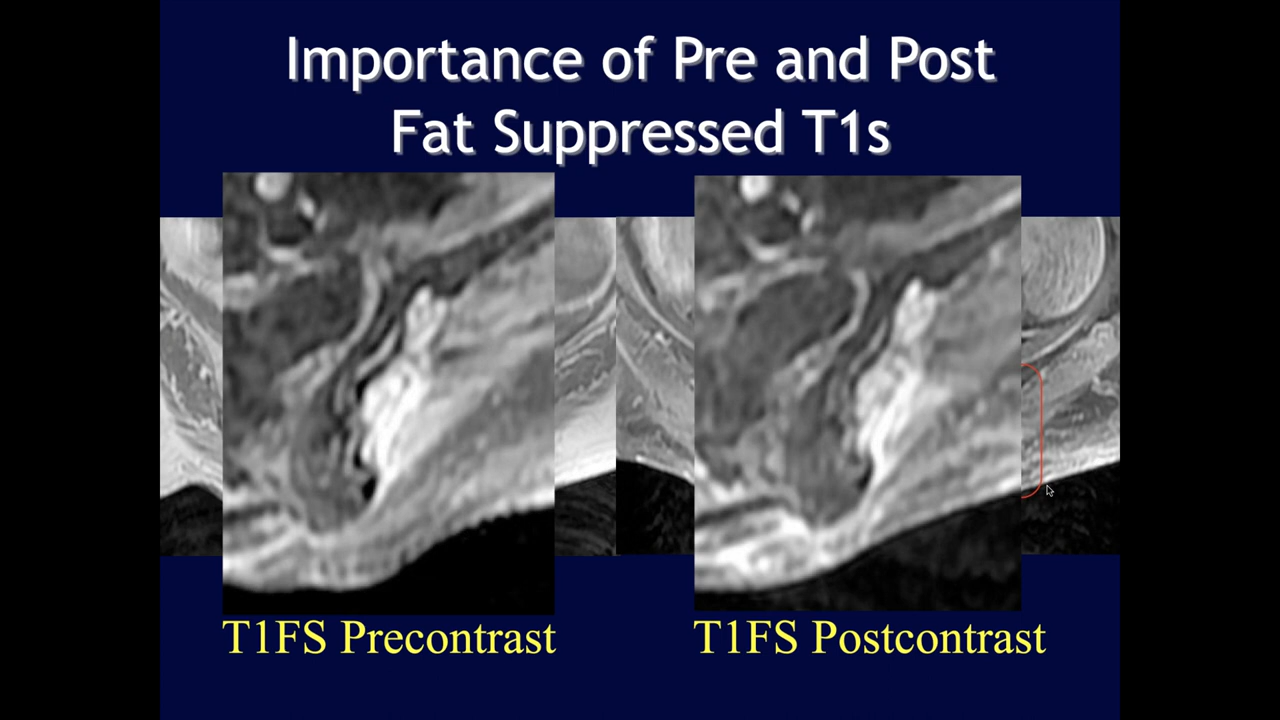 Importance of Pre and Post
Fat Suppressed T1s
T1FS Precontrast
T1FS Postcontrast